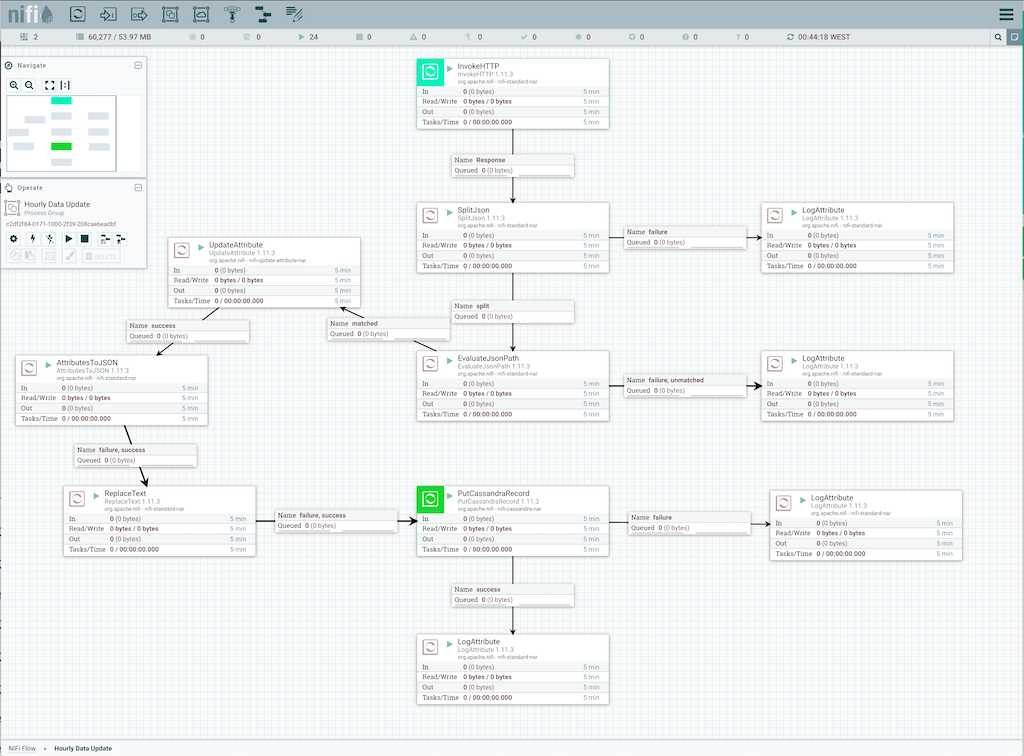 nifi
2
60,277 / 53.97 MB
0
0
24
0
0
0
0
0
0
0
0
00:44:18 WEST
Navigate
Operate
Hourly Data Update
Process Group
DELETE
InvokeHTTP
InvokeHTTP 1.11.3
org.apache.nifi - nifi-standard-nar
In 0 (0 bytes) 5 min
Read/Write 0 bytes / 0 bytes 5 min
Out 0 (0 bytes) 5 min
Tasks/Time 0 / 00:00:00.000 5 min
Name Response
Queued 0 (0 bytes)
SplitJson
SplitJson 1.11.3
org.apache.nifi - nifi-standard-nar
In 0 (0 bytes) 5 min
Read/Write 0 bytes / 0 bytes 5 min
Out 0 (0 bytes) 5 min
Tasks/Time 0 / 00:00:00.000 5 min
Name failure
Queued 0 (0 bytes)
LogAttribute
LogAttribute 1.11.3
org.apache.nifi - nifi-standard-nar
In 0 (0 bytes) 5 min
Read/Write 0 bytes / 0 bytes 5 min
Out 0 (0 bytes) 5 min
Tasks/Time 0 / 00:00:00.000 5 min
UpdateAttribute
UpdateAttribute 1.11.3
org.apache.nifi - nifi-update-attribute-nar
In 0 (0 bytes) 5 min
Read/Write 0 bytes / 0 bytes 5 min
Out 0 (0 bytes) 5 min
Tasks/Time 0 / 00:00:00.000 5 min
Name split
Queued 0 (0 bytes)
Name success
Queued 0 (0 bytes)
Name matched
Queued 0 (0 bytes)
AttributesToJSON
AttributesToJSON 1.11.3
org.apache.nifi - nifi-standard-nar
In 0 (0 bytes) 5 min
Read/Write 0 bytes / 0 bytes 5 min
Out 0 (0 bytes) 5 min
Tasks/Time 0 / 00:00:00.000 5 min
EvaluateJsonPath
EvaluateJsonPath 1.11.3
org.apache.nifi - nifi-standard-nar
In 0 (0 bytes) 5 min
Read/Write 0 bytes / 0 bytes 5 min
Out 0 (0 bytes) 5 min
Tasks/Time 0 / 00:00:00.000 5 min
Name failure, unmatched
Queued 0 (0 bytes)
LogAttribute
LogAttribute 1.11.3
org.apache.nifi - nifi-standard-nar
In 0 (0 bytes) 5 min
Read/Write 0 bytes / 0 bytes 5 min
Out 0 (0 bytes) 5 min
Tasks/Time 0 / 00:00:00.000 5 min
Name failure, success
Queued 0 (0 bytes)
ReplaceText
ReplaceText 1.11.3
org.apache.nifi - nifi-standard-nar
In 0 (0 bytes) 5 min
Read/Write 0 bytes / 0 bytes 5 min
Out 0 (0 bytes) 5 min
Tasks/Time 0 / 00:00:00.000 5 min
Name failure, success
Queued 0 (0 bytes)
PutCassandraRecord
PutCassandraRecord 1.11.3
org.apache.nifi - nifi-cassandra-nar
In 0 (0 bytes) 5 min
Read/Write 0 bytes / 0 bytes 5 min
Out 0 (0 bytes) 5 min
Tasks/Time 0 / 00:00:00.000 5 min
Name failure
Queued 0 (0 bytes)
LogAttribute
LogAttribute 1.11.3
org.apache.nifi - nifi-standard-nar
In 0 (0 bytes) 5 min
Read/Write 0 bytes / 0 bytes 5 min
Out 0 (0 bytes) 5 min
Tasks/Time 0 / 00:00:00.000 5 min
Name success
Queued 0 (0 bytes)
LogAttribute
LogAttribute 1.11.3
org.apache.nifi - nifi-standard-nar
In 0 (0 bytes) 5 min
Read/Write 0 bytes / 0 bytes 5 min
Out 0 (0 bytes) 5 min
Tasks/Time 0 / 00:00:00.000 5 min
NiFi Flow » Hourly Data Update